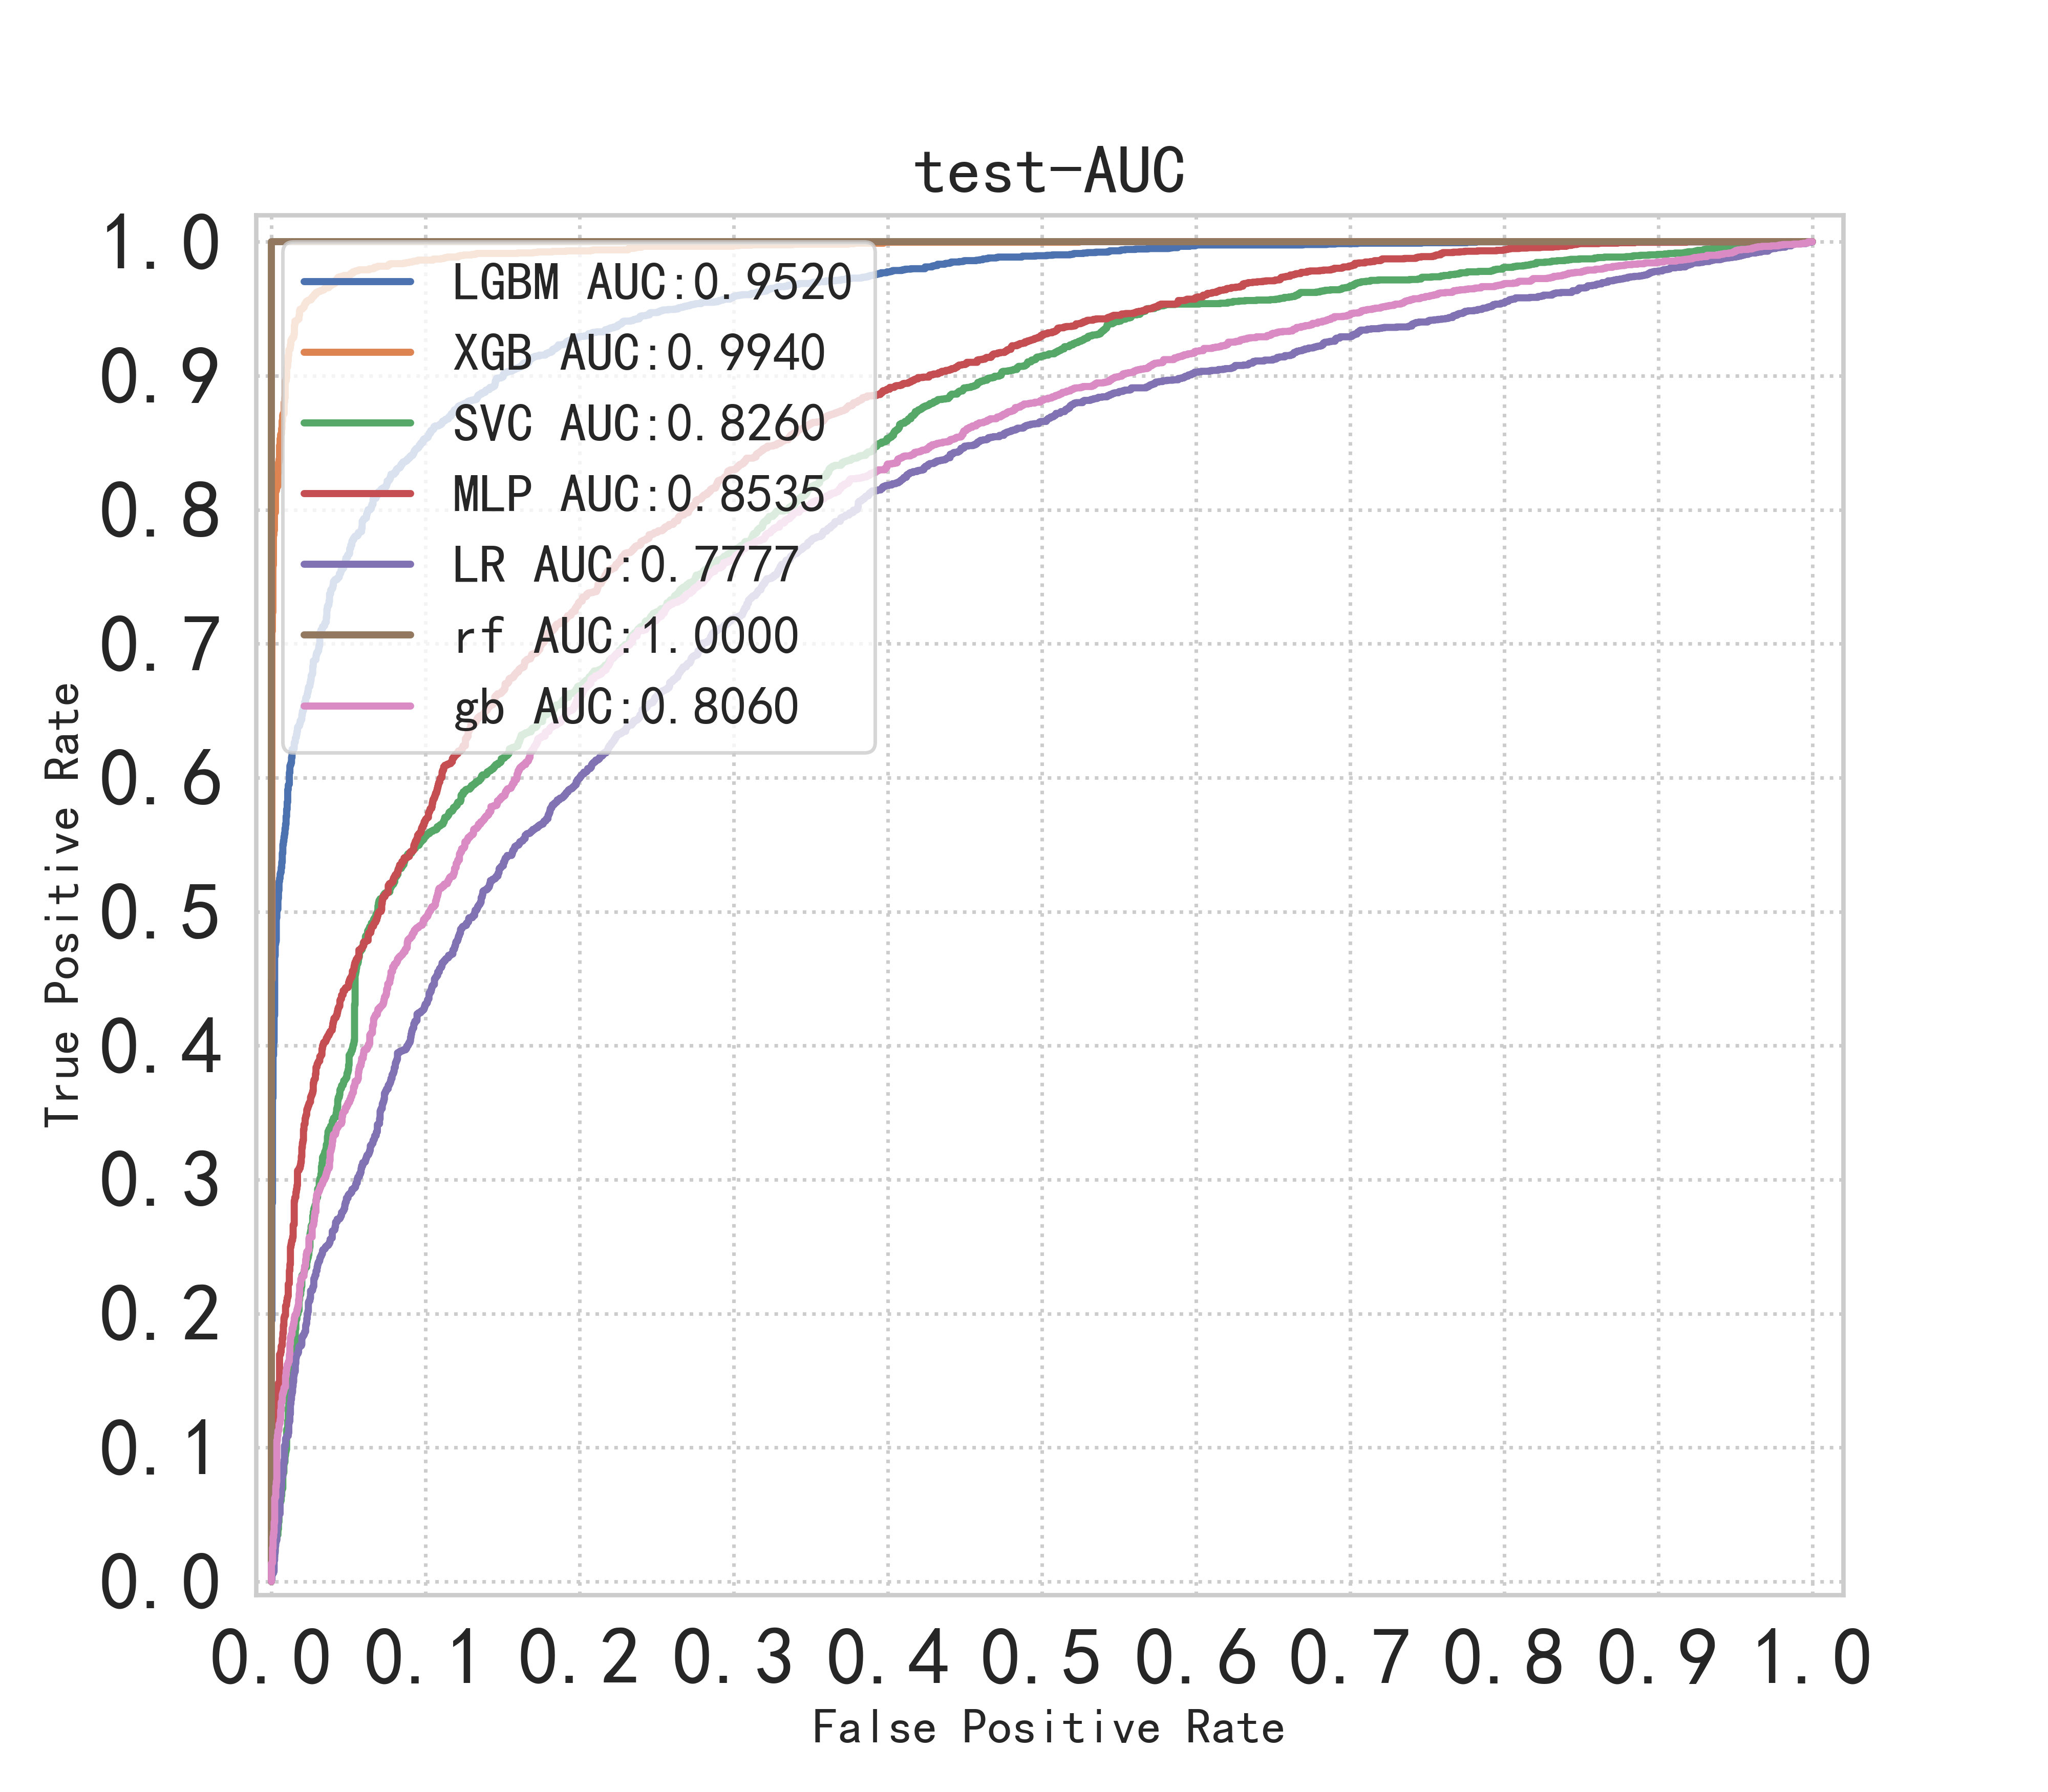 test-AUC
1.0
0.9
0.8
0.7
0.6
0.5
0.4
0.3
0.2
0.1
0.0
True Positive Rate
LGBM AUC:0.9520
XGB AUC:0.9940
SVC AUC:0.8260
MLP AUC:0.8535
LR AUC:0.7777
rf AUC:1.0000
gb AUC:0.8060
0.0 0.1 0.2 0.3 0.4 0.5 0.6 0.7 0.8 0.9 1.0
False Positive Rate